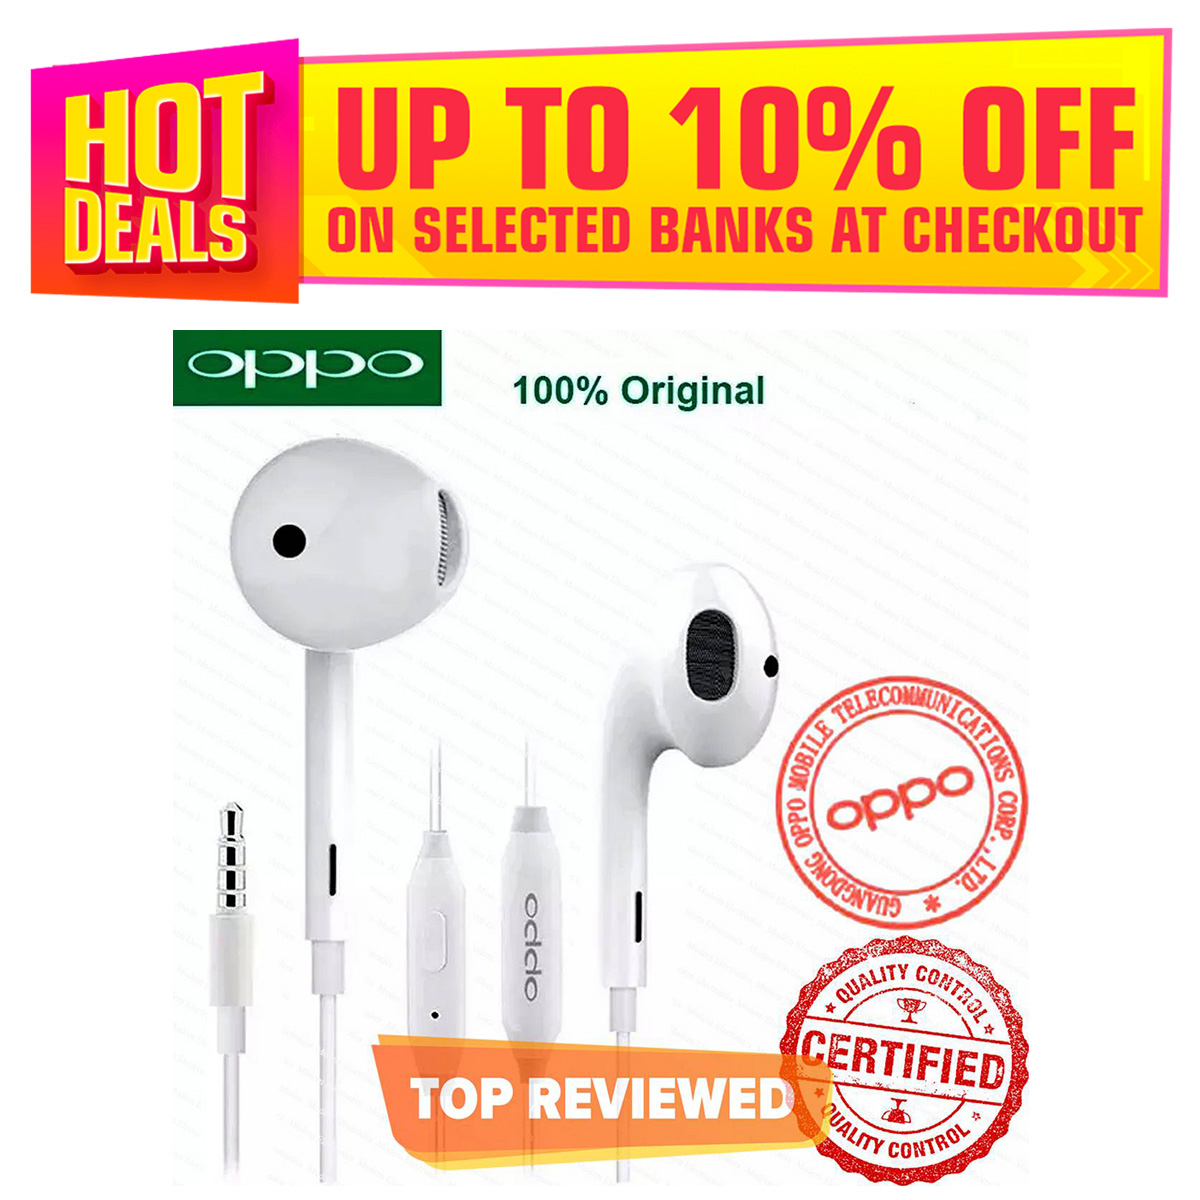 HOT
DEALS
UP TO 10% OFF
ON SELECTED BANKS AT CHECKOUT
oppo
100% Original
GUANGDONG OPPO MOBILE TELECOMMUNICATIONS CORP.,LTD.
oppo
oppo
QUALITY CONTROL
CERTIFIED
QUALITY CONTROL
TOP REVIEWED